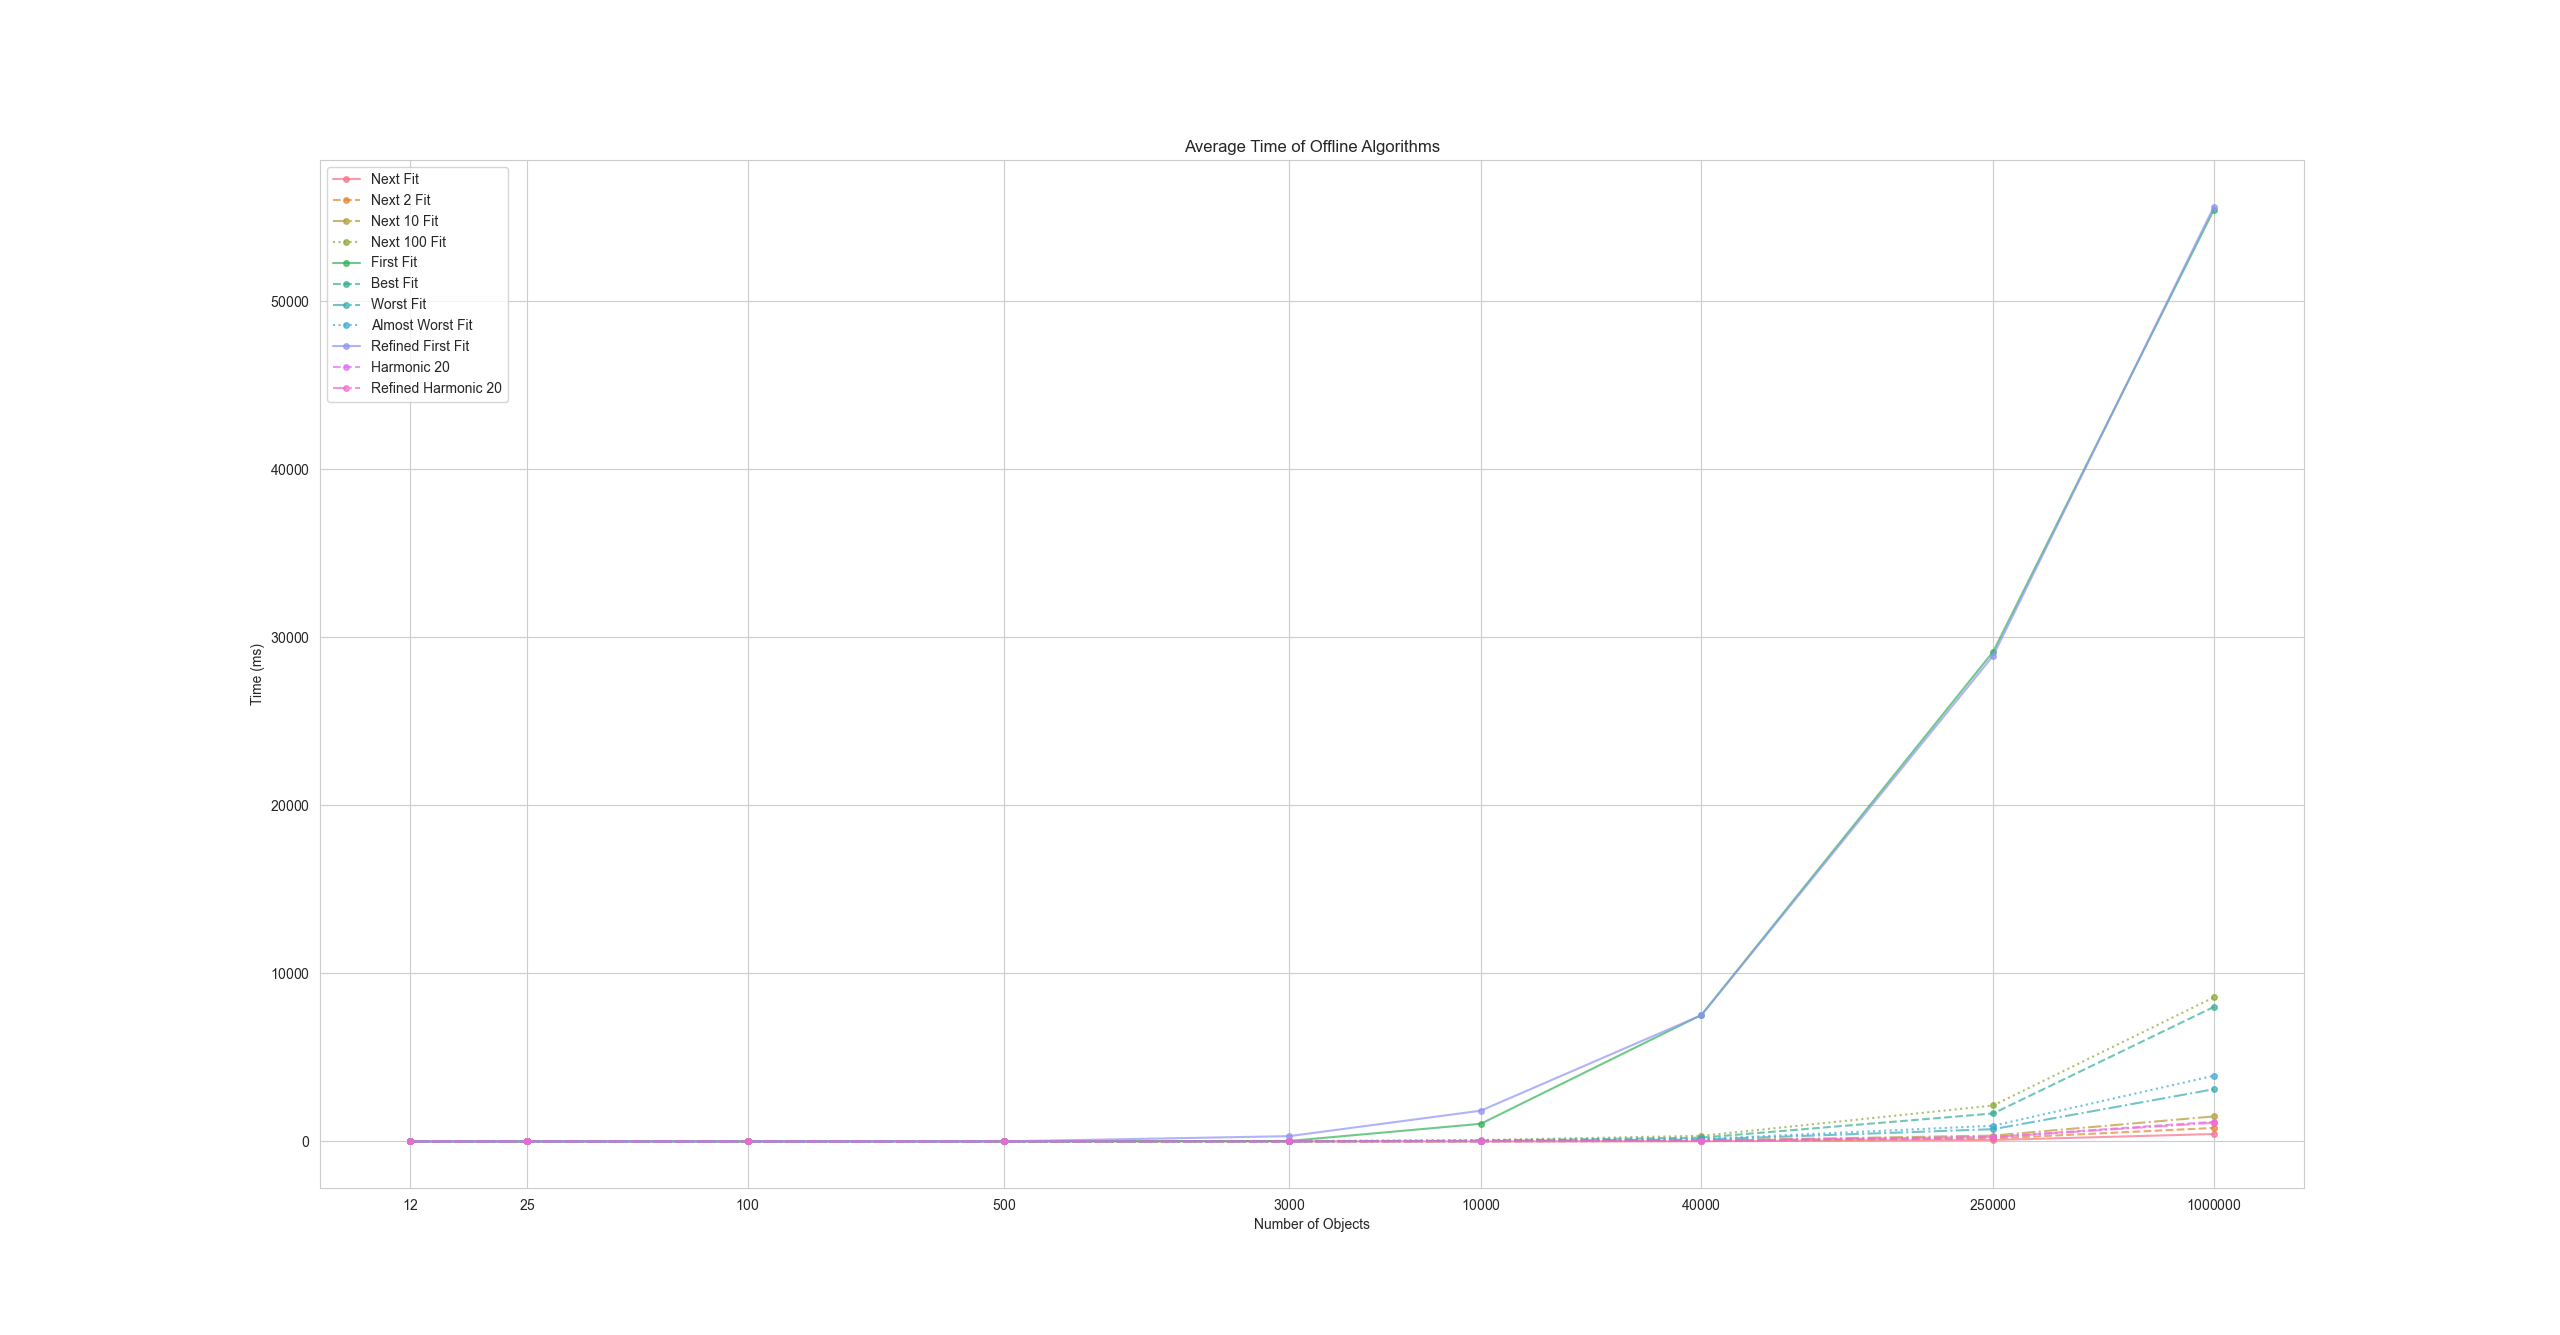 Average Time of Offline Algorithms
Next Fit
Next 2 Fit
Next 10 Fit
Next 100 Fit
First Fit
Best Fit
Worst Fit
Almost Worst Fit
Refined First Fit
Harmonic 20
Refined Harmonic 20
50000
40000
30000
20000
10000
0
Time (ms)
12 25 100 500 3000 10000 40000 250000 1000000
Number of Objects